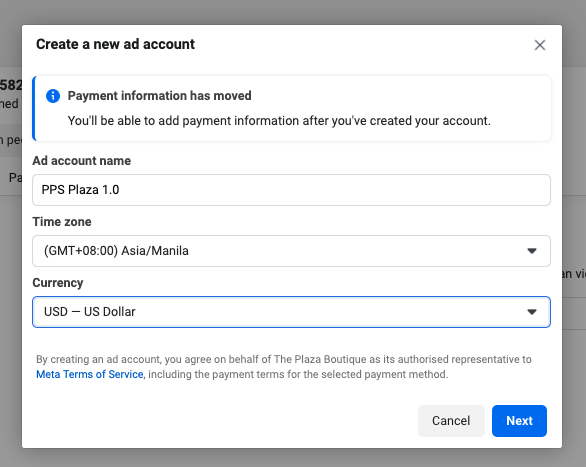 Create a new ad account
582
Payment information has moved
ned
You'll be able to add payment information after you've created your account.
Ad account name
Pa
PPS Plaza 1.0
Time zone
(GMT+08:00) Asia/Manila
Currency
USD — US Dollar
By creating an ad account, you agree on behalf of The Plaza Boutique as its authorised representative to
Meta Terms of Service, including the payment terms for the selected payment method.
Cancel
Next